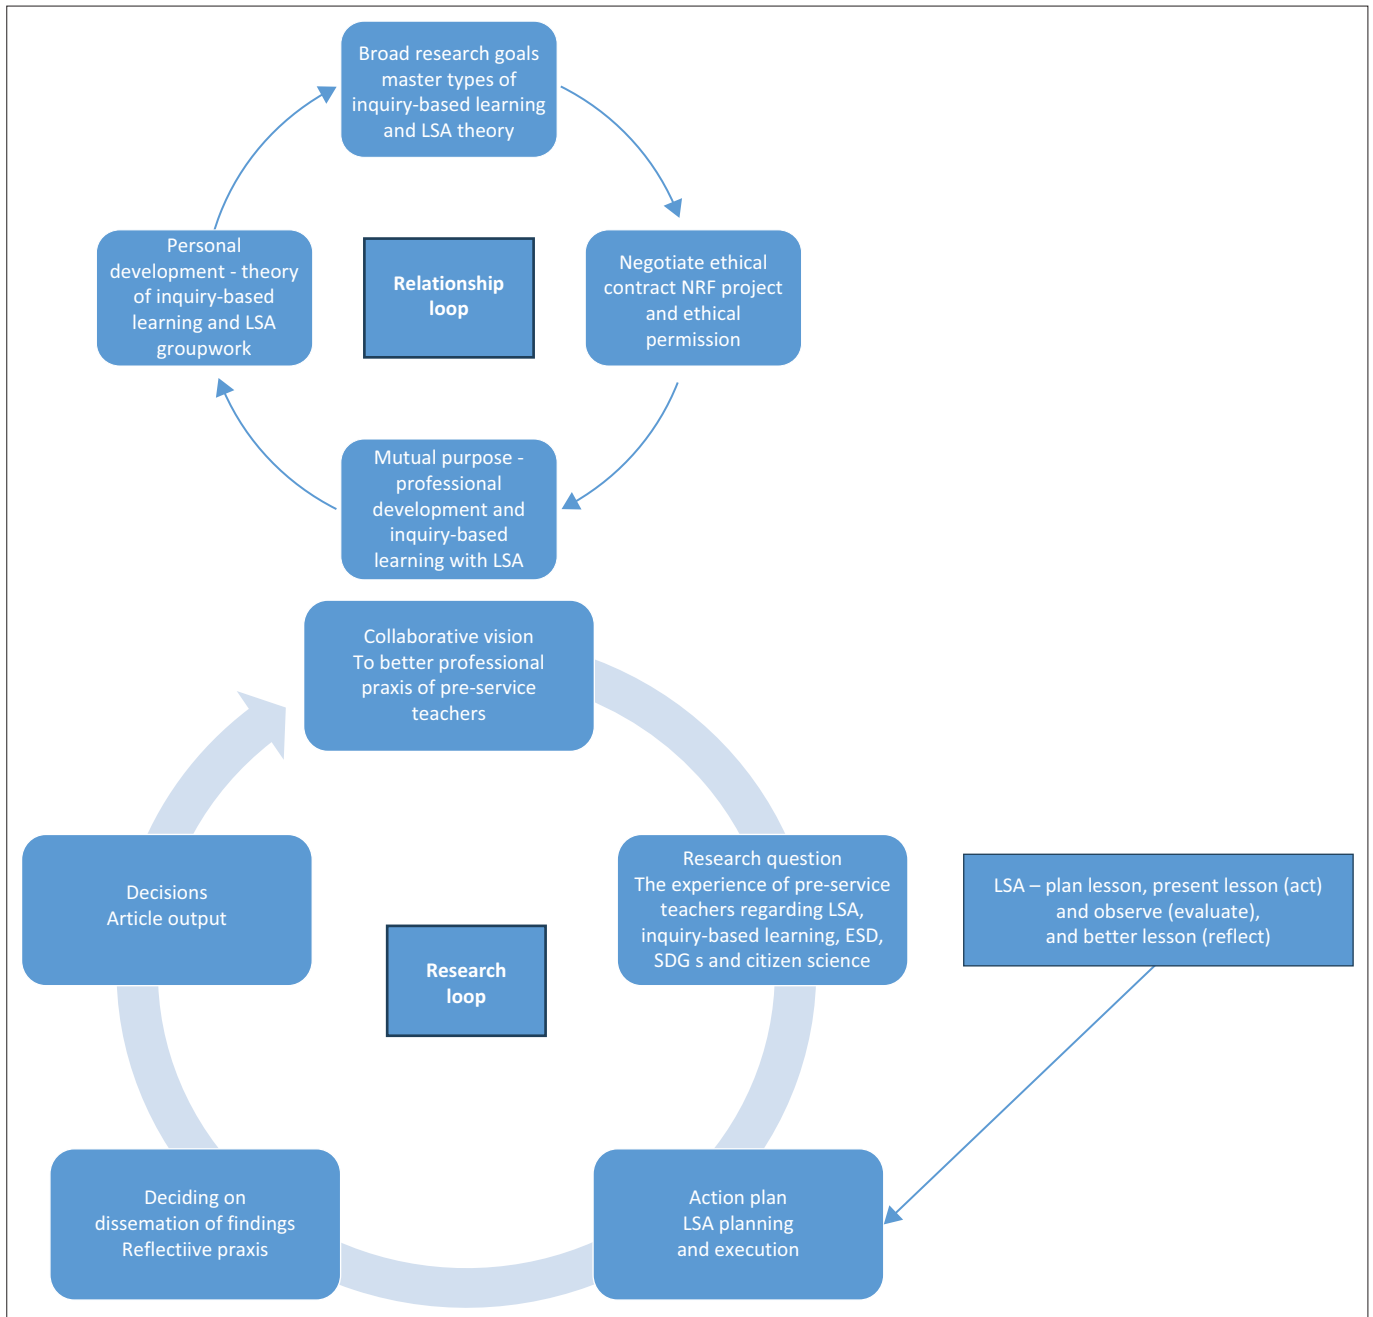 Broad research goals
master types of
inquiry-based learning
and LSA theory
Personal
development - theory
of inquiry-based
learning and LSA
groupwork
Relationship
loop
Negotiate ethical
contract NRF project
and ethical
permission
Mutual purpose -
professional
development and
inquiry-based
learning with LSA
Collaborative vision
To better professional
praxis of pre-service
teachers
Decisions
Article output
Research
loop
Research question
The experience of pre-service
teachers regarding LSA,
inquiry-based learning, ESD,
SDG s and citizen science
LSA – plan lesson, present lesson (act)
and observe (evaluate),
and better lesson (reflect)
Deciding on
dissemation of findings
Reflectiive praxis
Action plan
LSA planning
and execution